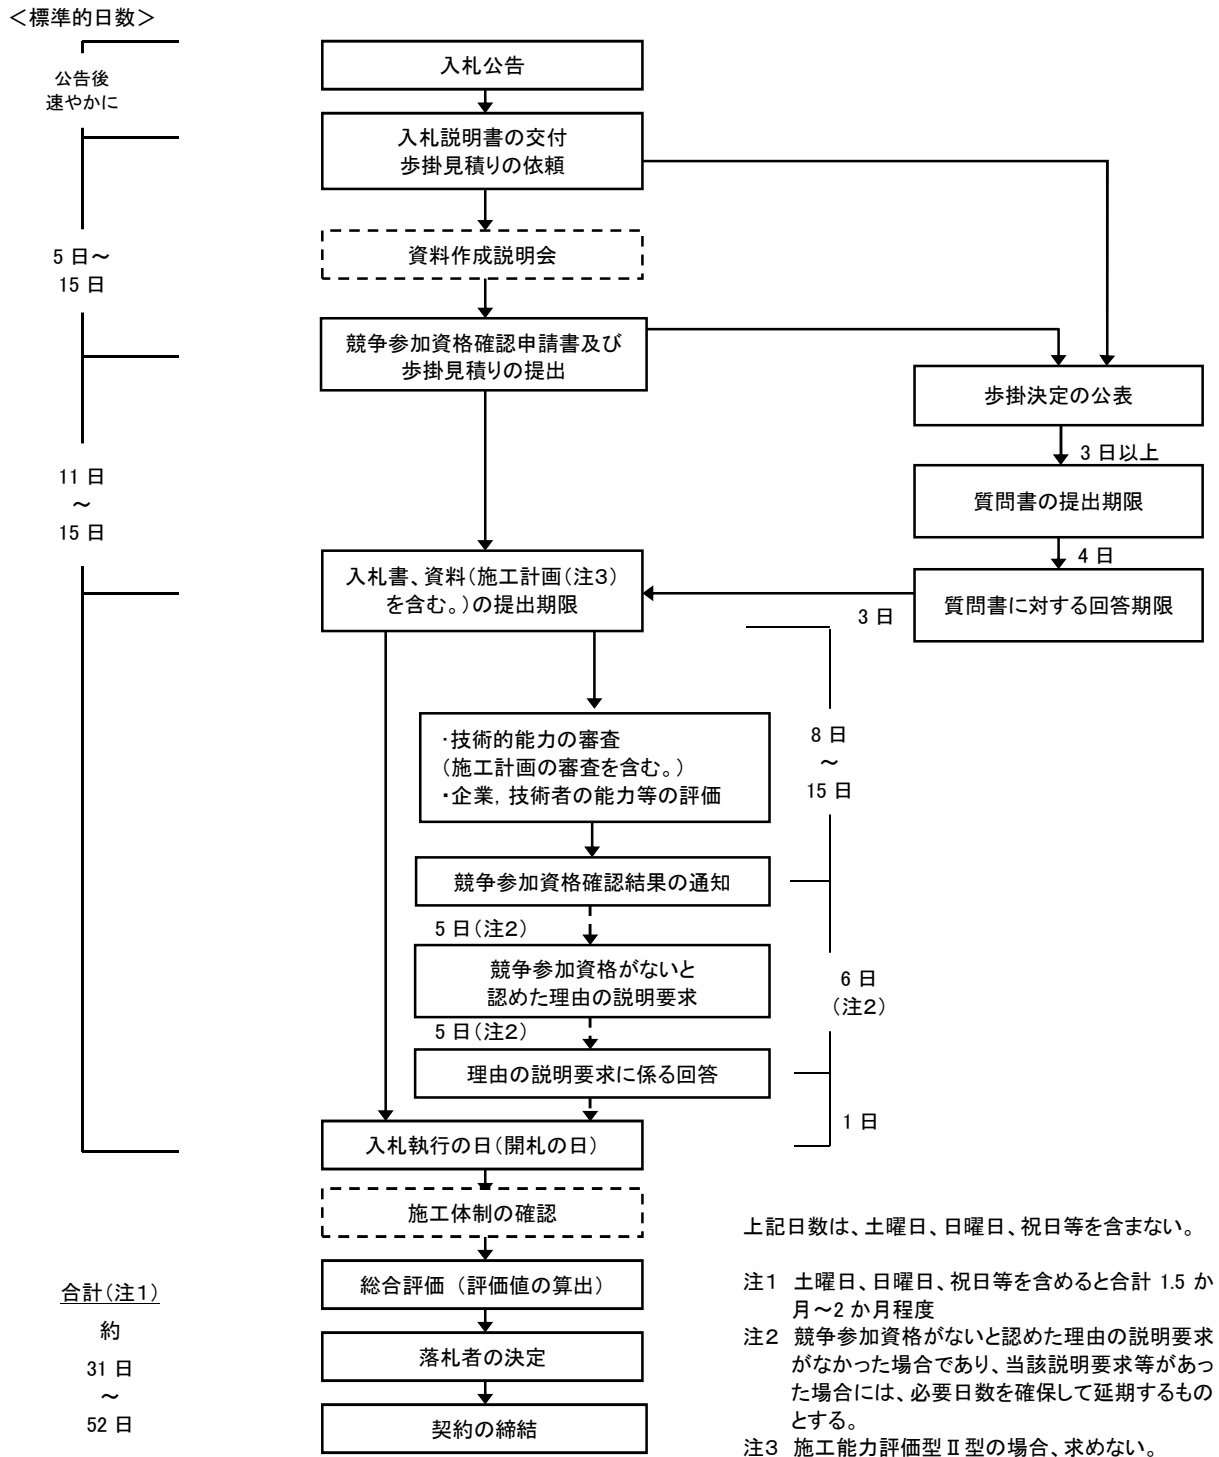 ＜標準的日数＞
公告後
速やかに
5 日～
15 日
11 日
～
15 日
合計(注１)
約
31 日
～
52 日
入札公告
入札説明書の交付
歩掛見積りの依頼
資料作成説明会
競争参加資格確認申請書及び
歩掛見積りの提出
歩掛決定の公表
3 日以上
質問書の提出期限
4 日
質問書に対する回答期限
3 日
入札書、資料(施工計画(注３)
を含む。)の提出期限
・技術的能力の審査
(施工計画の審査を含む。)
・企業，技術者の能力等の評価
8 日
～
15 日
競争参加資格確認結果の通知
5 日(注２)
競争参加資格がないと
認めた理由の説明要求
6 日
(注２)
5 日(注２)
理由の説明要求に係る回答
1 日
入札執行の日(開札の日)
施工体制の確認
総合評価 (評価値の算出)
落札者の決定
契約の締結
上記日数は、土曜日、日曜日、祝日等を含まない。
注１ 土曜日、日曜日、祝日等を含めると合計 1.5 か
月～2 か月程度
注２ 競争参加資格がないと認めた理由の説明要求
がなかった場合であり、当該説明要求等があっ
た場合には、必要日数を確保して延期するもの
とする。
注３ 施工能力評価型Ⅱ型の場合、求めない。